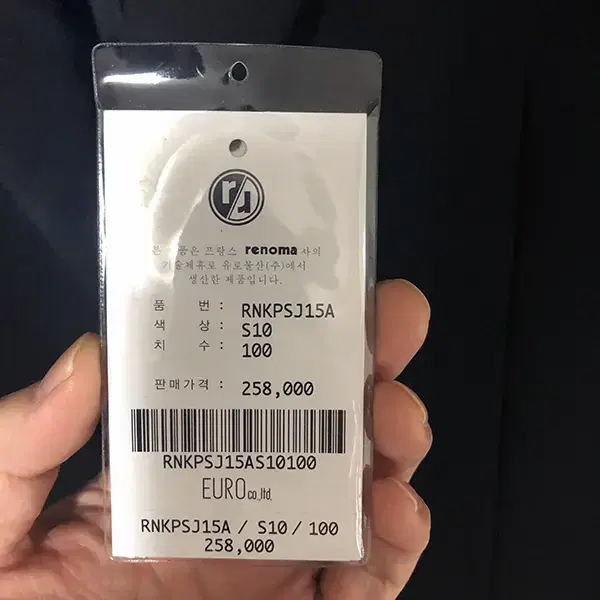 본 제품은 프랑스 renoma 사의
기술제휴로 유로물산(주)에서
생산한 제품입니다.
품 번 : RNKPSJ15A
색 상 : S10
치 수 : 100
판매가격 : 258,000
RNKPSJ15AS10100
EURO co.,ltd.
RNKPSJ15A / S10 / 100
258,000